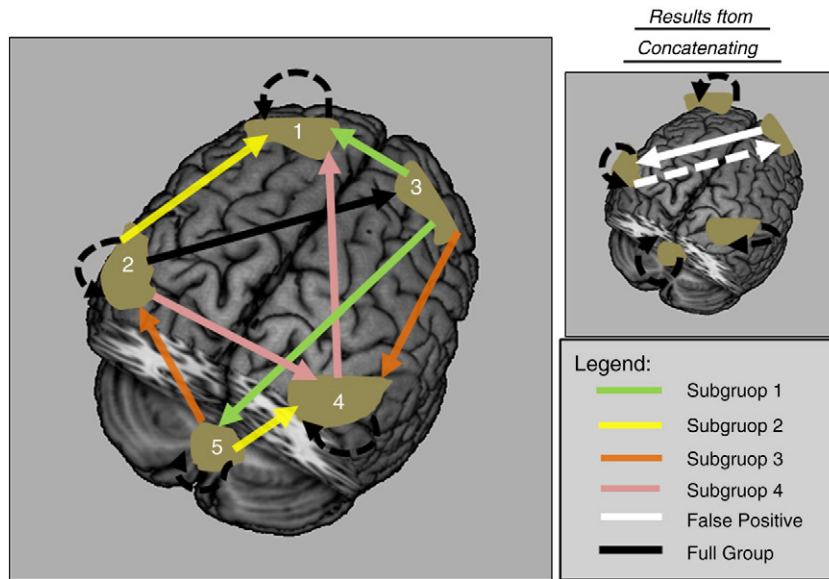 Results ftom
Concatenating
1
3
2
4
5
Legend:
Subgruop 1
Subgruop 2
Subgruop 3
Subgruop 4
False Positive
Full Group